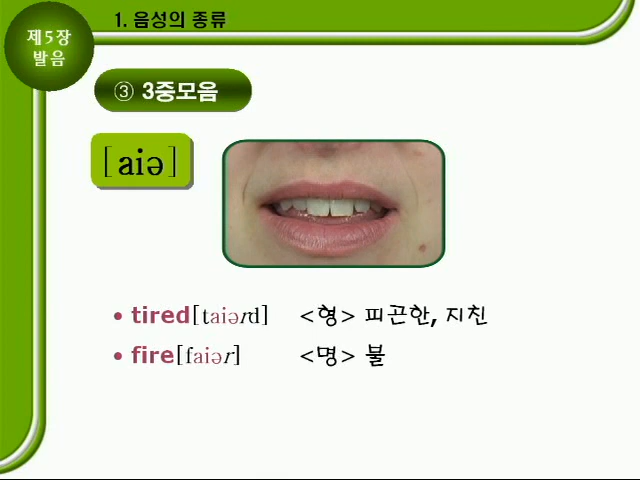 제5장
발음
1. 음성의 종류
③ 3중모음
[aiə]
• tired[taiərd] <형> 피곤한, 지친
• fire[faiər] <명> 불